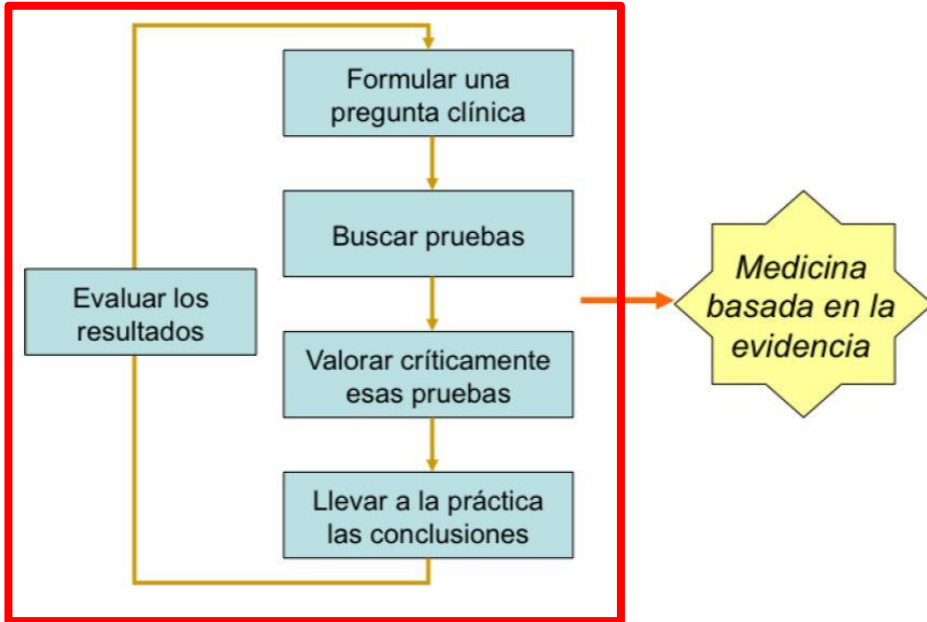 Formular una
pregunta clínica
Buscar pruebas
Evaluar los
resultados
Valorar críticamente
esas pruebas
Llevar a la práctica
las conclusiones
Medicina
basada en la
evidencia